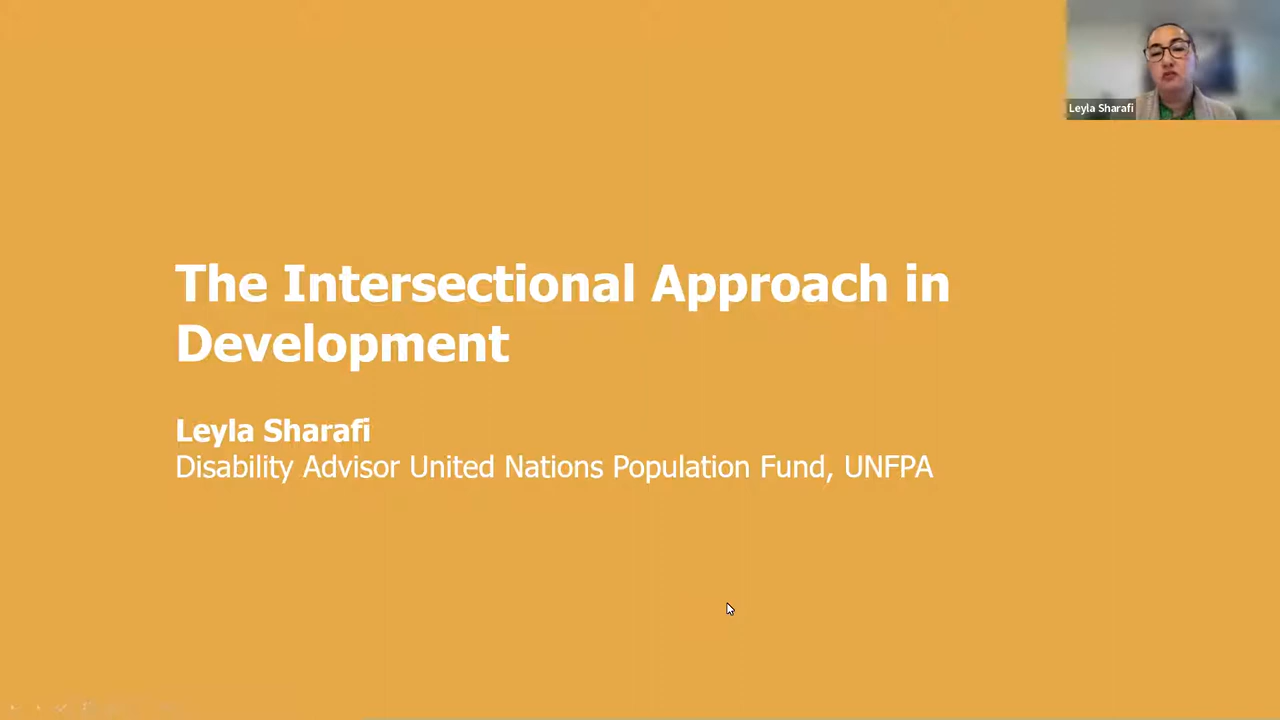 Leyla Sharafi
The Intersectional Approach in
Development
Leyla Sharafi
Disability Advisor United Nations Population Fund, UNFPA